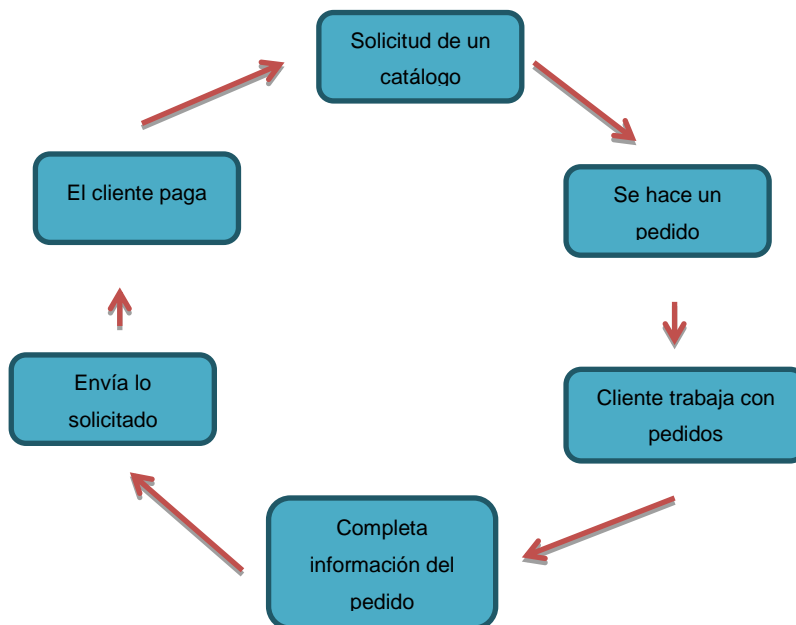 Solicitud de un
catálogo
Se hace un
pedido
Cliente trabaja con
pedidos
Completa
información del
pedido
Envía lo
solicitado
El cliente paga